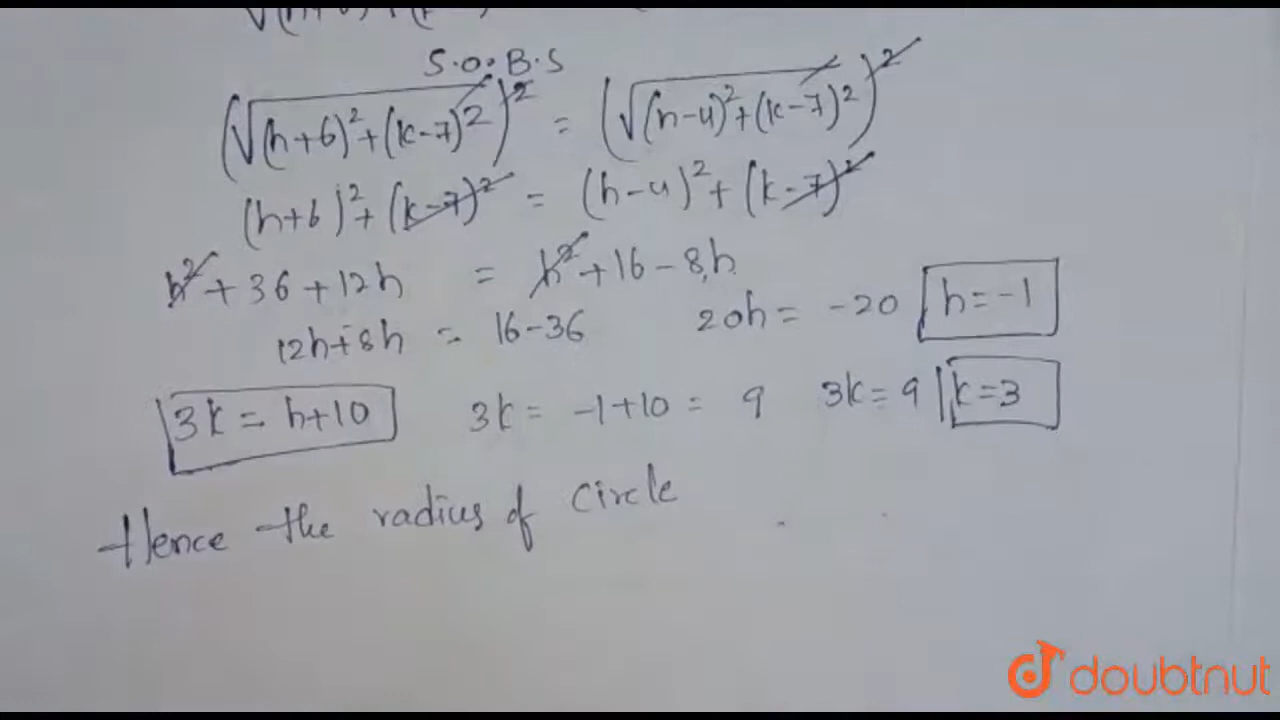 S.O.B.S
(√(h+6)²+(k-7)²)² = (√(h-4)²+(k-7)²)²
(h+6)²+(k-7)² = (h-4)²+(k-7)²
h²+36+12h = h²+16-8h
12h+8h = 16-36 20h = -20 h=-1
3k = h+10 3k = -1+10 = 9 3k=9 k=3
Hence the radius of circle
doubtnut